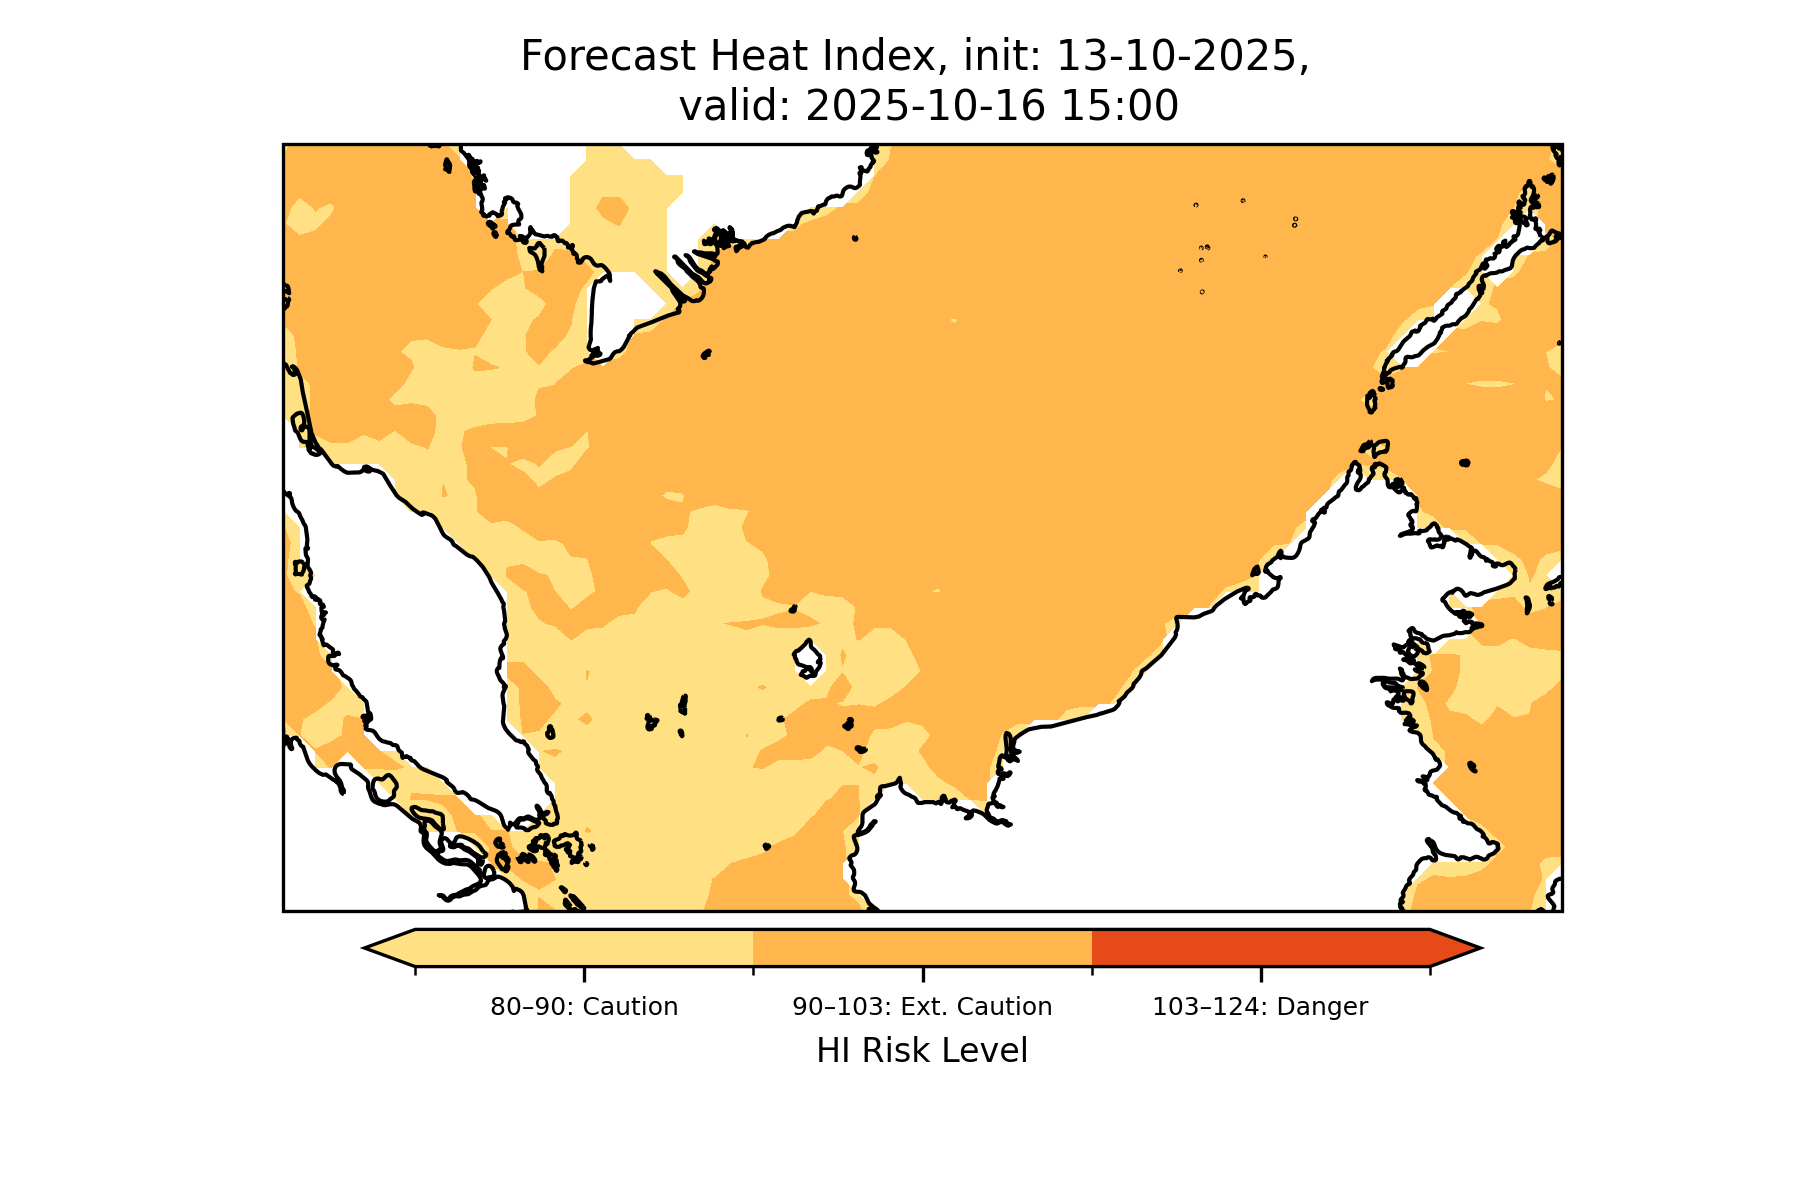 Forecast Heat Index, init: 13-10-2025,
valid: 2025-10-16 15:00
80–90: Caution
90–103: Ext. Caution
103–124: Danger
HI Risk Level